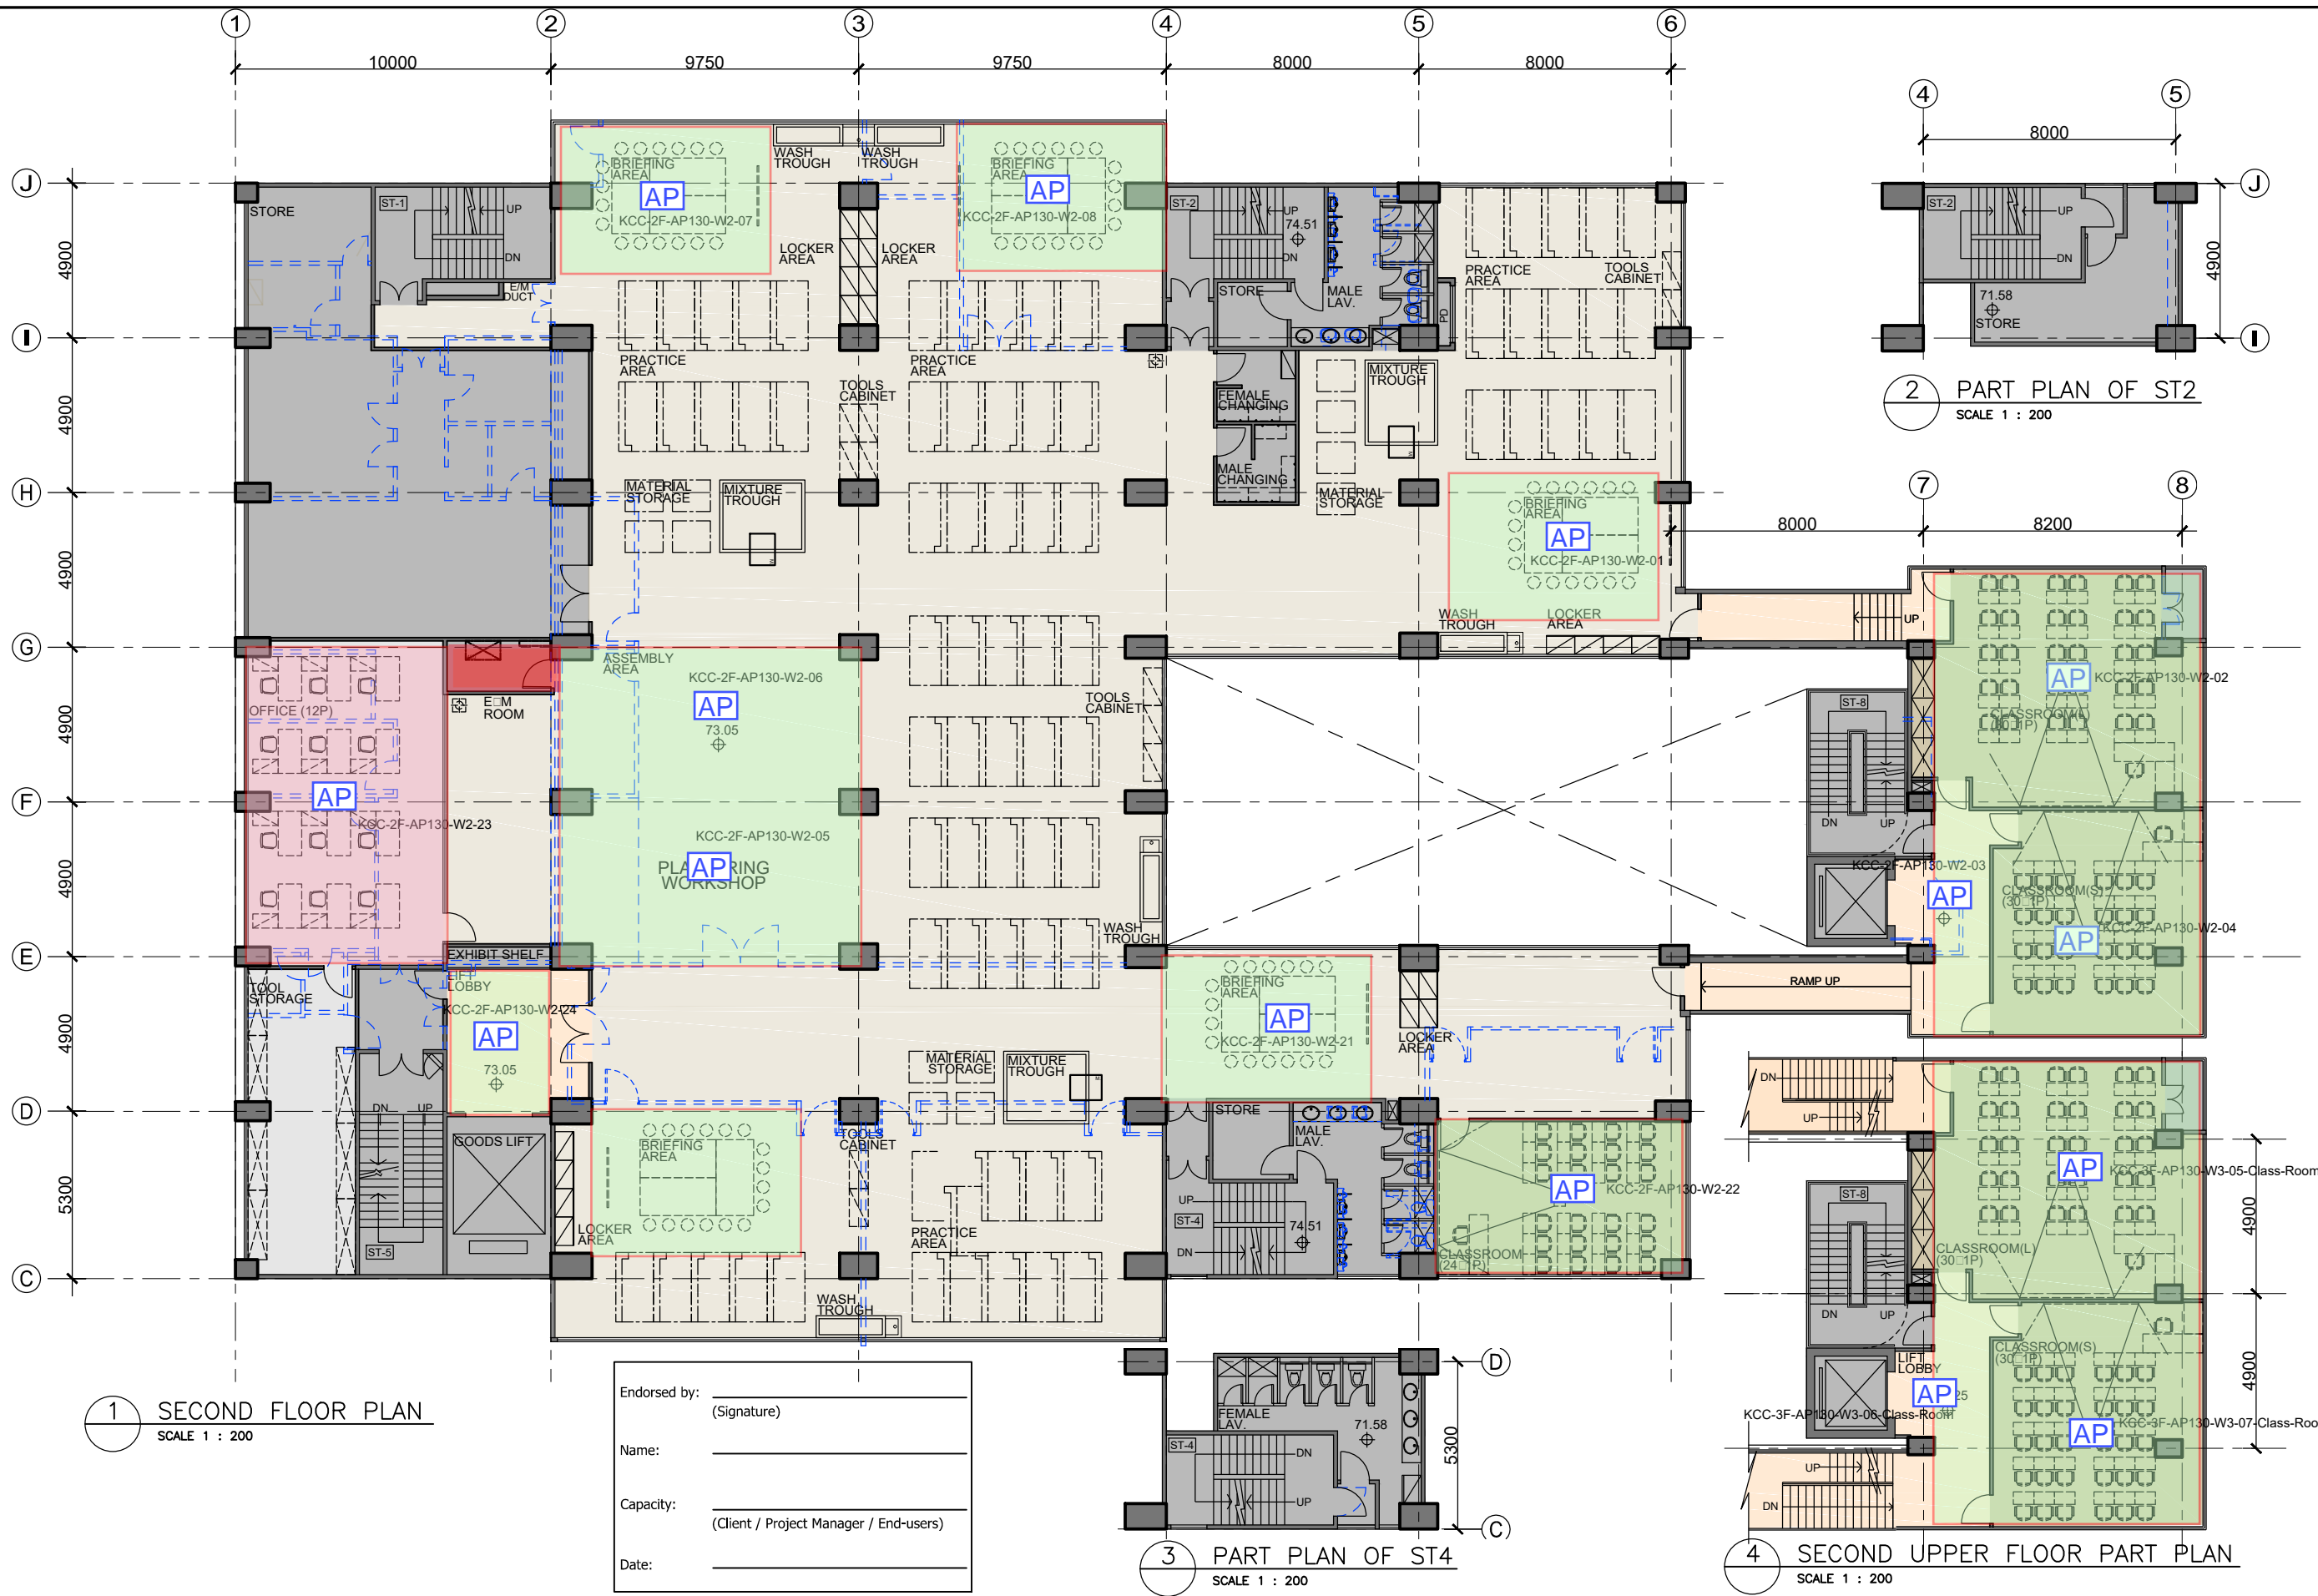 1
2
3
4
5
6
10000
9750
9750
8000
8000
4
5
8000
J
I
H
G
F
E
D
C
4900
4900
4900
4900
4900
4900
5300
STORE
ST-1
UP
DN
E/M
DUCT
BRIEFING
AREA
AP
KCC-2F-AP130-W2-07
WASH
TROUGH
WASH
TROUGH
LOCKER
AREA
LOCKER
AREA
BRIEFING
AREA
AP
KCC-2F-AP130-W2-08
ST-2
UP
74.51
DN
STORE
MALE
LAV.
PD
PRACTICE
AREA
TOOLS
CABINET
ST-2
UP
DN
71.58
STORE
J
I
4900
2
PART PLAN OF ST2
SCALE 1 : 200
PRACTICE
AREA
PRACTICE
AREA
TOOLS
CABINET
FEMALE
CHANGING
MALE
CHANGING
MIXTURE
TROUGH
MATERIAL
STORAGE
MATERIAL
STORAGE
MIXTURE
TROUGH
BRIEFING
AREA
AP
KCC-2F-AP130-W2-01
WASH
TROUGH
LOCKER
AREA
7
8
8000
8200
UP
AP
KCC-2F-AP130-W2-02
CLASSROOM(L)
(30□1P)
ST-8
DN
UP
KCC-2F-AP130-W2-03
AP
CLASSROOM(S)
(30□1P)
AP
KCC-2F-AP130-W2-04
RAMP UP
OFFICE (12P)
AP
KCC-2F-AP130-W2-23
E□M
ROOM
ASSEMBLY
AREA
KCC-2F-AP130-W2-06
AP
73.05
KCC-2F-AP130-W2-05
AP
WORKSHOP
TOOLS
CABINET
WASH
TROUGH
EXHIBIT SHELF
LIFT
LOBBY
KCC-2F-AP130-W2-24
AP
73.05
TOOL
STORAGE
DN
UP
ST-5
GOODS LIFT
BRIEFING
AREA
LOCKER
AREA
MATERIAL
STORAGE
MIXTURE
TROUGH
TOOLS
CABINET
PRACTICE
AREA
WASH
TROUGH
BRIEFING
AREA
AP
KCC-2F-AP130-W2-21
LOCKER
AREA
STORE
MALE
LAV.
UP
ST-4
DN
74.51
AP
KCC-2F-AP130-W2-22
CLASSROOM
(24□1P)
DN
UP
AP
KCC-3F-AP130-W3-05-Class-Room
CLASSROOM(L)
(30□1P)
ST-8
DN
UP
CLASSROOM(S)
(30□1P)
LIFT
LOBBY
AP
KCC-3F-AP130-W3-06-Class-Room
AP
KCC-3F-AP130-W3-07-Class-Roo
UP
DN
4900
4900
1
SECOND FLOOR PLAN
SCALE 1 : 200
Endorsed by:
(Signature)
Name:
Capacity:
(Client / Project Manager / End-users)
Date:
FEMALE
LAV.
71.58
ST-4
DN
UP
D
C
5300
3
PART PLAN OF ST4
SCALE 1 : 200
4
SECOND UPPER FLOOR PART PLAN
SCALE 1 : 200